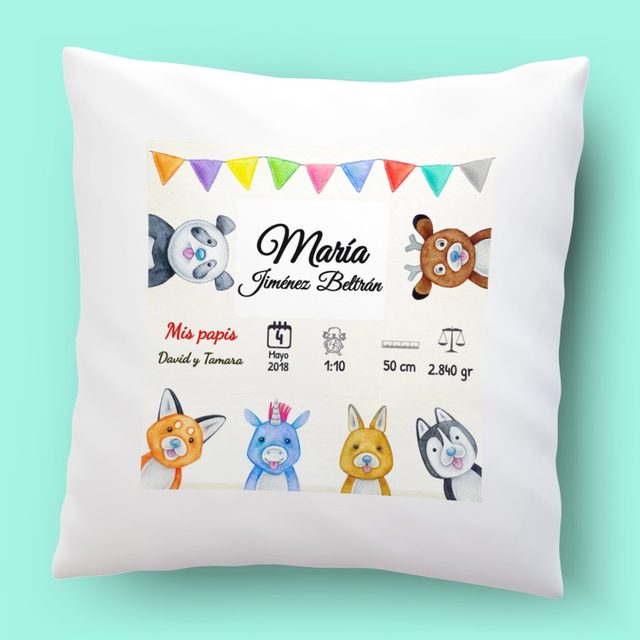 María
Jiménez Beltrán
Mis papis
David y Tamara
4
Mayo
2018
1:10
50 cm
2.840 gr